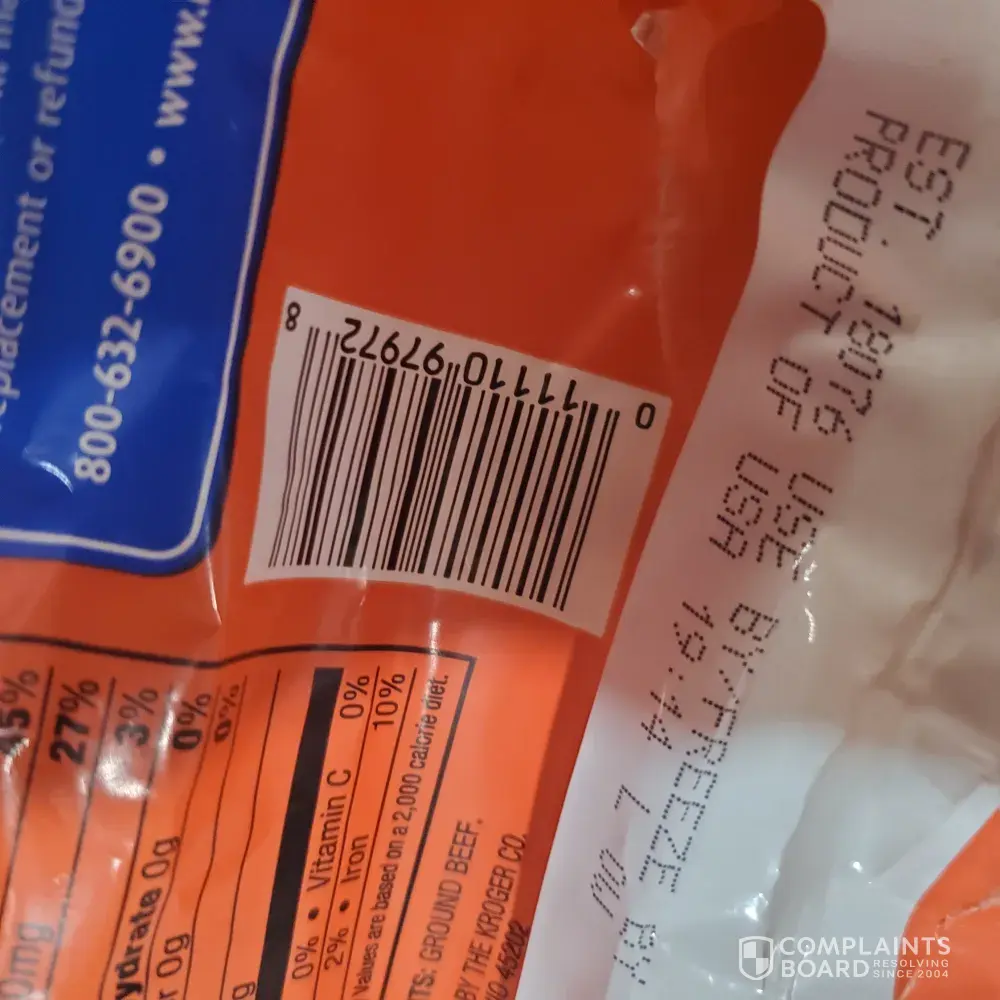 eplacement or refund
800-632-6900 • www.
0 11110 97972 8
45%
27%
3%
0%
0%
0mg
ydrate 0g
r 0g
g
0% • Vitamin C 0%
2% • Iron 10%
Values are based on a 2,000 calorie diet.
TS: GROUND BEEF.
BY THE KROGER CO.
IO 45202
EST. 18076 USE BY/FREEZE BY
PRODUCT OF USA 19:44 L
COMPLAINTS
BOARD RESOLVING
SINCE 2004